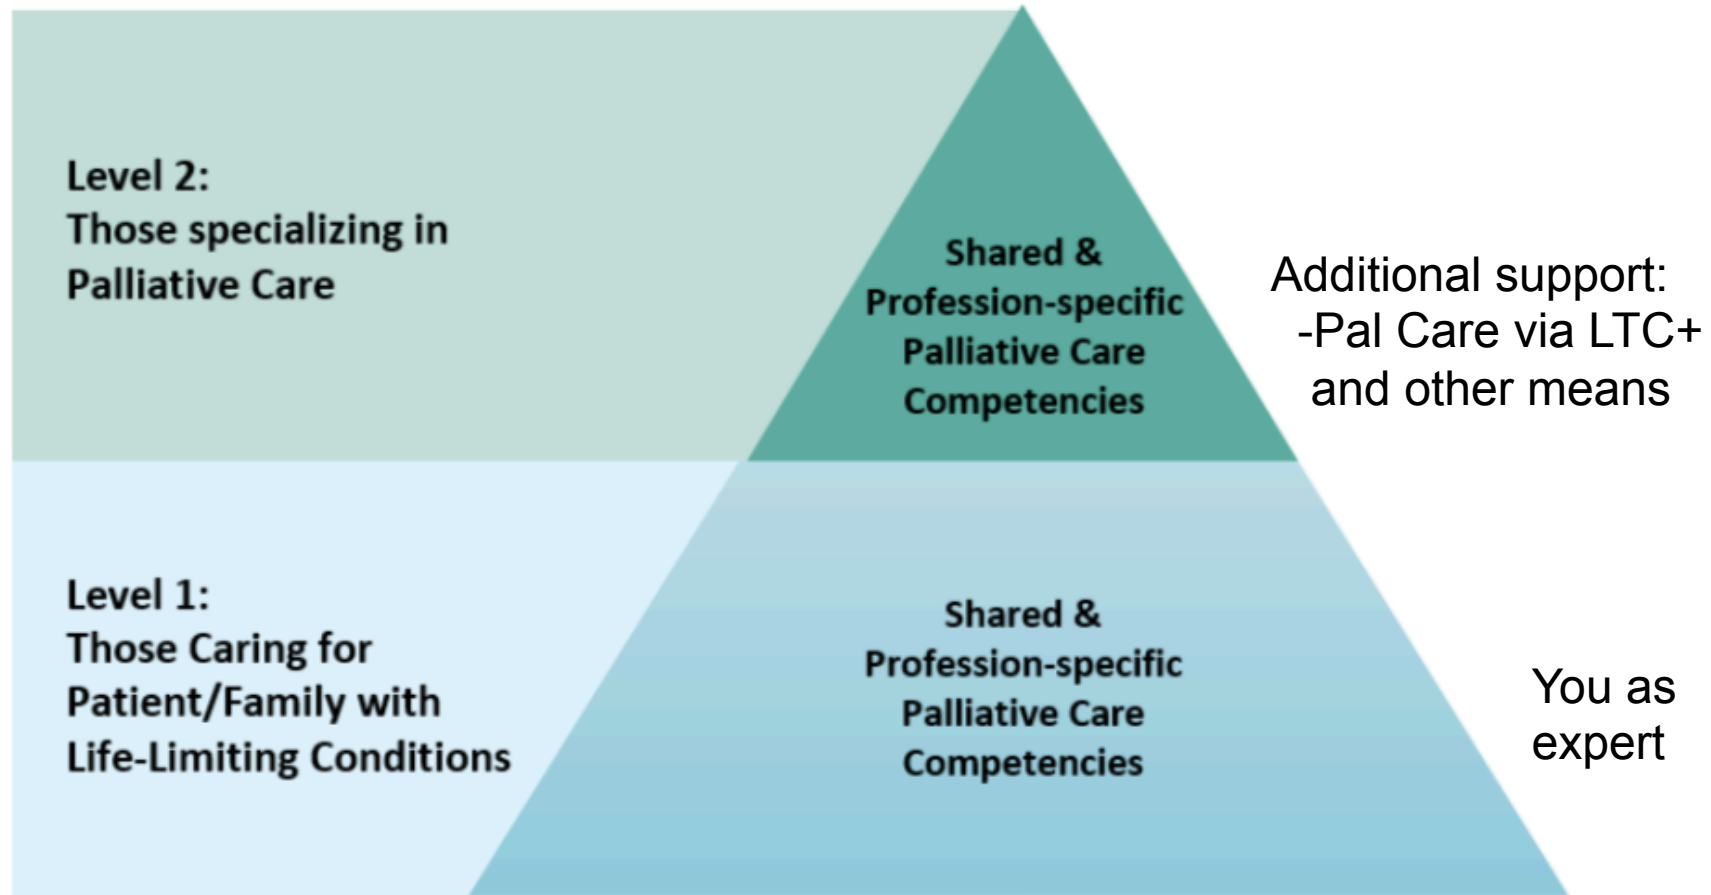 Level 2:
Those specializing in
Palliative Care
Shared &
Profession-specific
Palliative Care
Competencies
Additional support:
-Pal Care via LTC+
and other means
Level 1:
Those Caring for
Patient/Family with
Life-Limiting Conditions
Shared &
Profession-specific
Palliative Care
Competencies
You as
expert